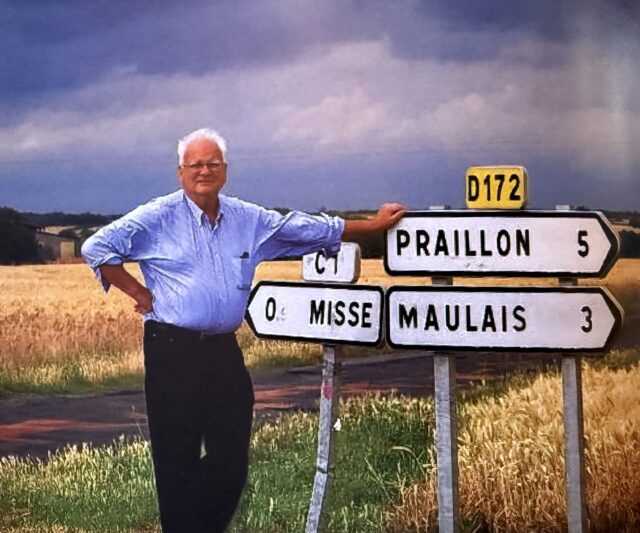 D172
PRAILLON 5
C1
0 MISSE
MAULAIS 3